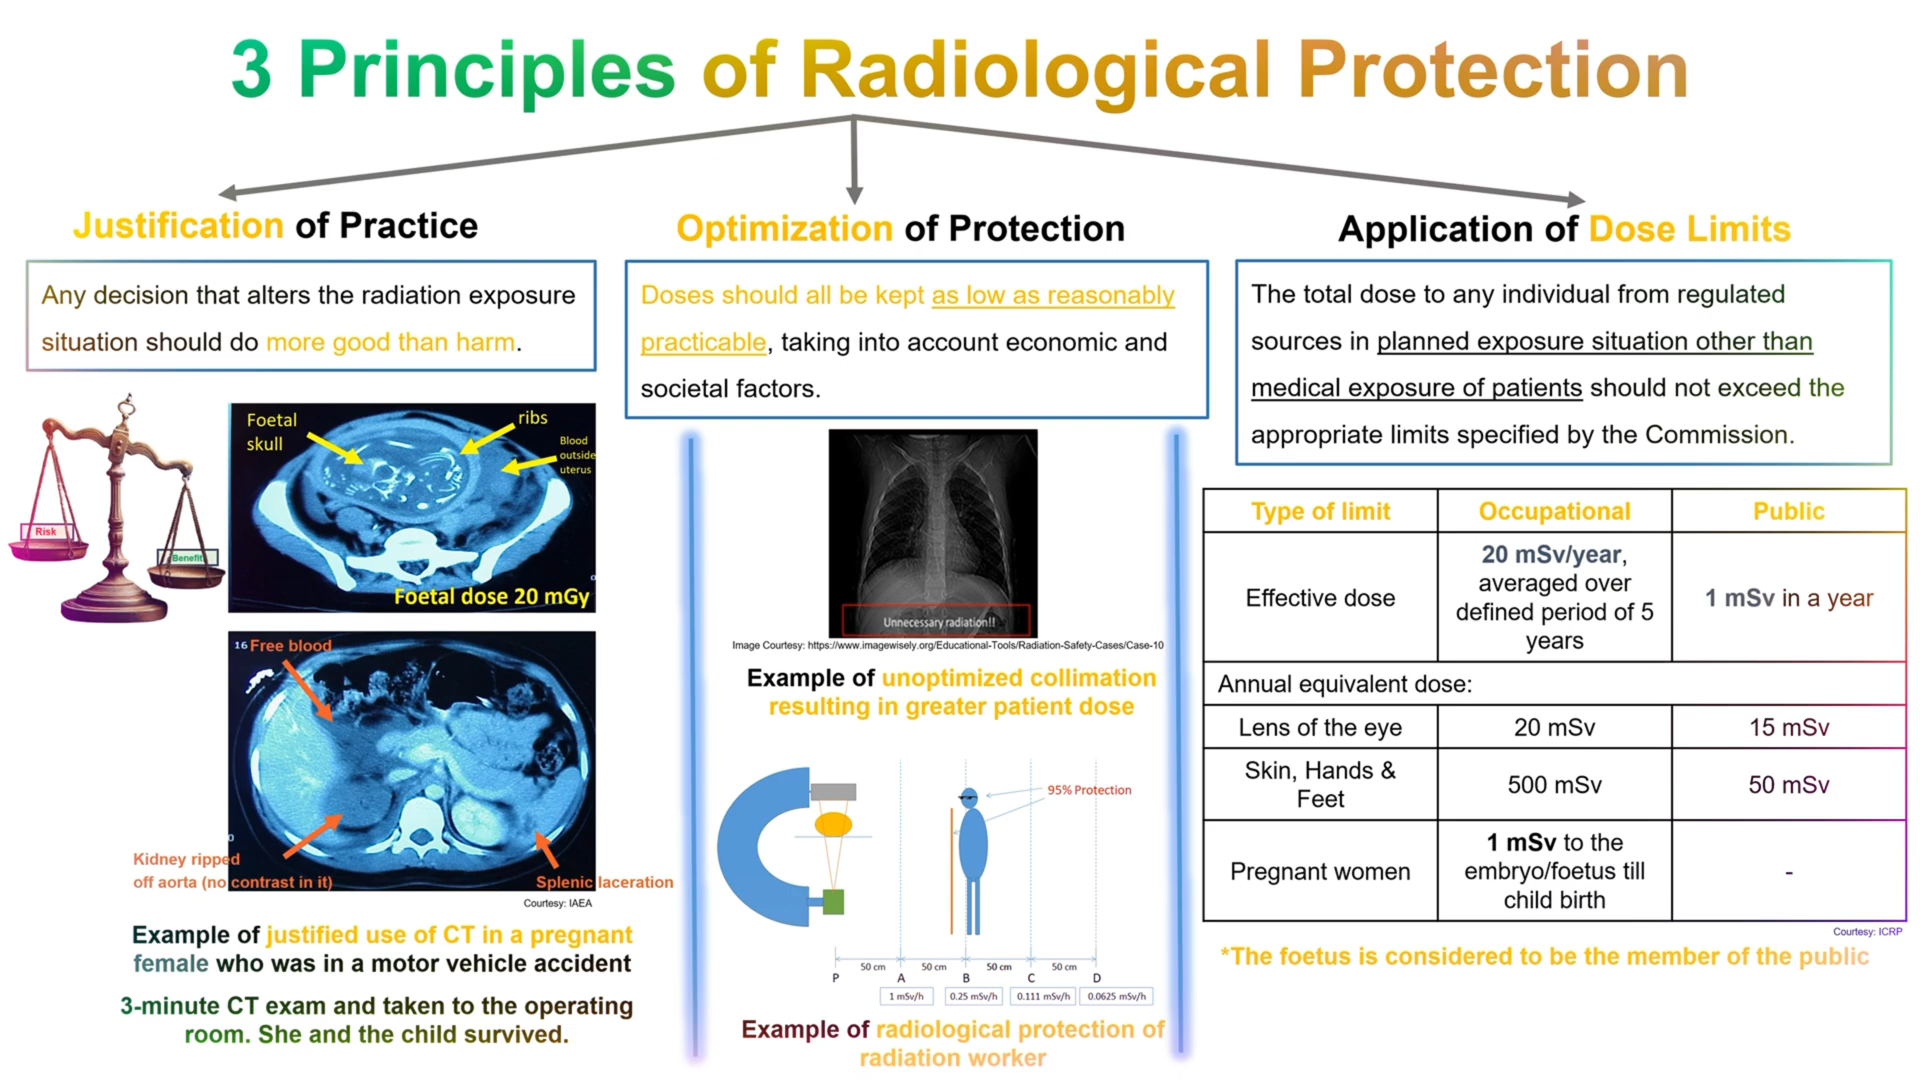 3 Principles of Radiological Protection
Justification of Practice
Any decision that alters the radiation exposure
situation should do more good than harm.
Risk
Benefit
Foetal
skull
ribs
Blood
outside
uterus
Foetal dose 20 mGy
16
Free blood
Kidney ripped
off aorta (no contrast in it)
Splenic laceration
Courtesy: IAEA
Example of justified use of CT in a pregnant
female who was in a motor vehicle accident
3-minute CT exam and taken to the operating
room. She and the child survived.
Optimization of Protection
Doses should all be kept as low as reasonably
practicable, taking into account economic and
societal factors.
Unnecessary radiation!!
Image Courtesy: https://www.imagewisely.org/Educational-Tools/Radiation-Safety-Cases/Case-10
Example of unoptimized collimation
resulting in greater patient dose
95% Protection
50 cm 50 cm 50 cm 50 cm
P A B C D
1 mSv/h 0.25 mSv/h 0.111 mSv/h 0.0625 mSv/h
Example of radiological protection of
radiation worker
Application of Dose Limits
The total dose to any individual from regulated
sources in planned exposure situation other than
medical exposure of patients should not exceed the
appropriate limits specified by the Commission.
Type of limit Occupational Public
Effective dose
20 mSv/year,
averaged over
defined period of 5
years
1 mSv in a year
Annual equivalent dose:
Lens of the eye 20 mSv 15 mSv
Skin, Hands &
Feet
500 mSv 50 mSv
Pregnant women
1 mSv to the
embryo/foetus till
child birth
-
Courtesy: ICRP
*The foetus is considered to be the member of the public